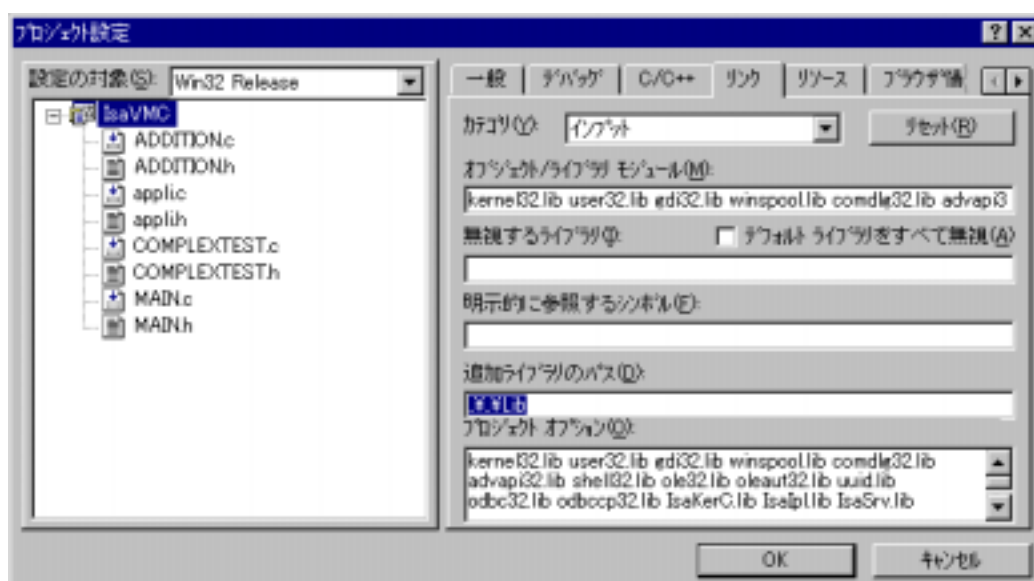 プロジェクト設定
設定の対象(S): Win32 Release
IsaVMC
ADDITION.c
ADDITION.h
appli.c
appli.h
COMPLEXTEST.c
COMPLEXTEST.h
MAIN.c
MAIN.h
一般 デバッグ C/C++ リンク リソース ブラウザ情
カテゴリ(Y): インプット リセット(R)
オブジェクト/ライブラリ モジュール(M):
kernel32.lib user32.lib gdi32.lib winspool.lib comdlg32.lib advapi3
無視するライブラリ(I): デフォルト ライブラリをすべて無視(A)
明示的に参照するシンボル(F):
追加ライブラリのパス(D):
..\..\Lib
プロジェクト オプション(O):
kernel32.lib user32.lib gdi32.lib winspool.lib comdlg32.lib
advapi32.lib shell32.lib ole32.lib oleaut32.lib uuid.lib
odbc32.lib odbccp32.lib IsaKerC.lib IsaIpl.lib IsaSrv.lib
OK キャンセル